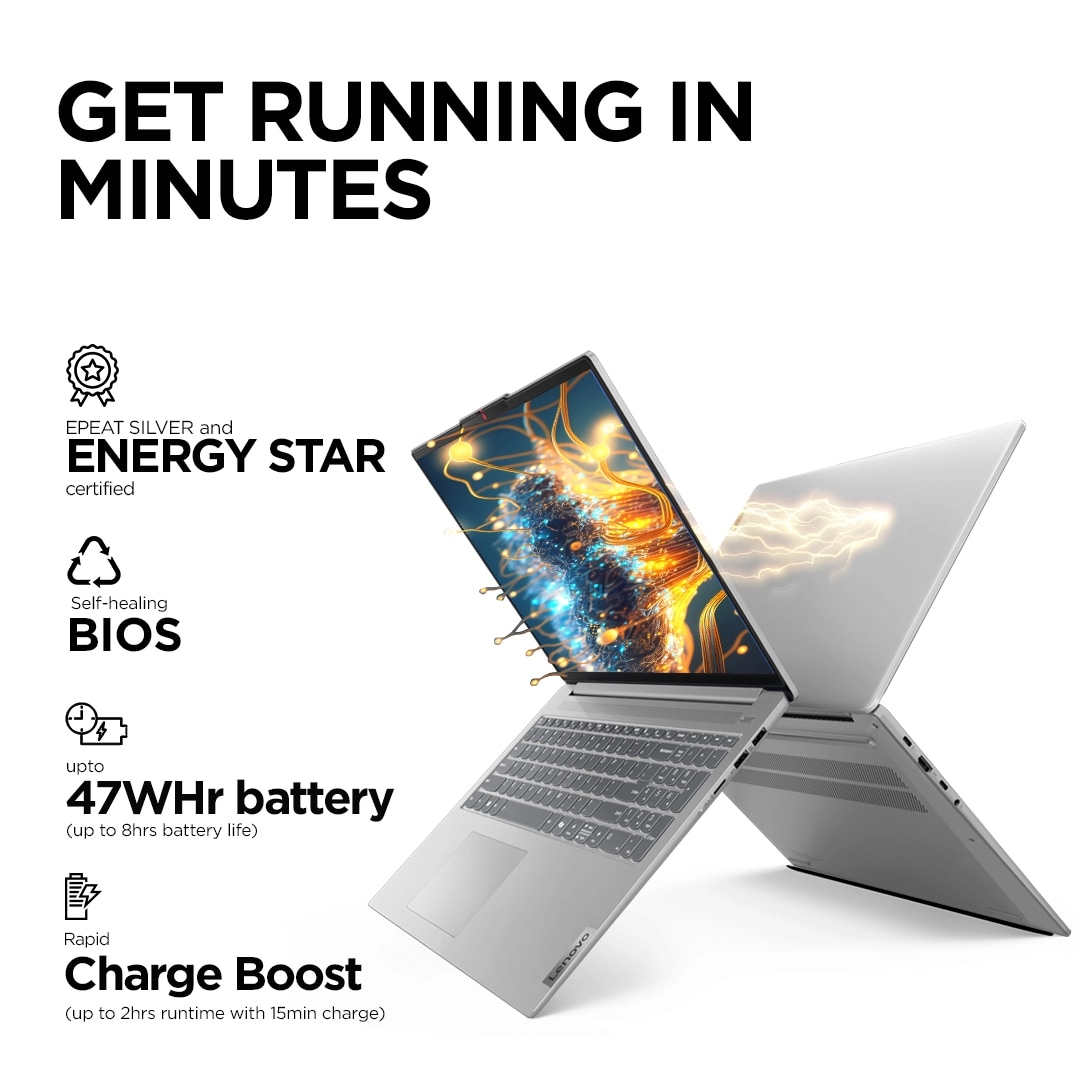 GET RUNNING IN
MINUTES
EPEAT SILVER and
ENERGY STAR
certified
Self-healing
BIOS
upto
47WHr battery
(up to 8hrs battery life)
Rapid
Charge Boost
(up to 2hrs runtime with 15min charge)
Lenovo